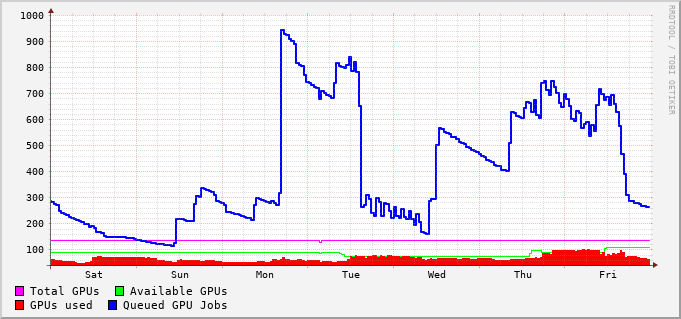 1000
900
800
700
600
500
400
300
200
100
Sat Sun Mon Tue Wed Thu Fri
Total GPUs Available GPUs
GPUs used Queued GPU Jobs
RRDTOOL / TOBI OETIKER